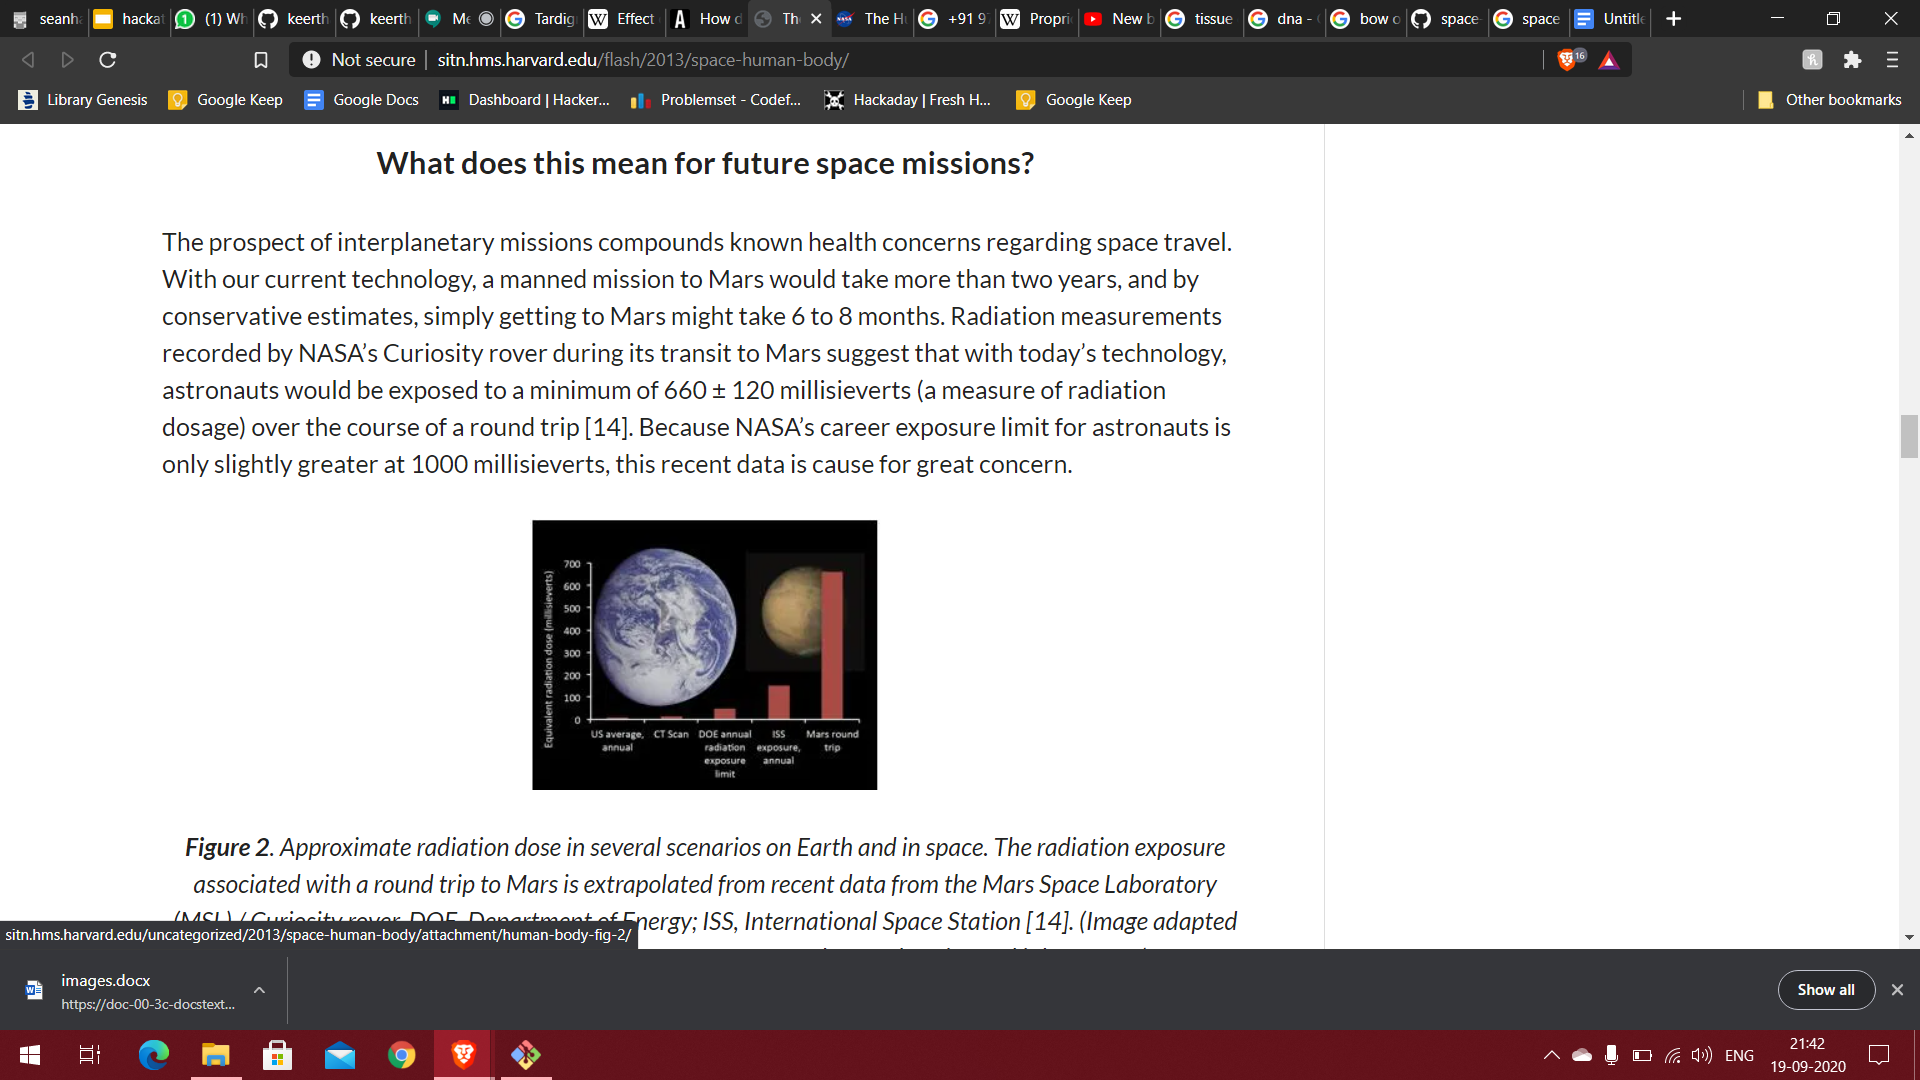 seanh
hackat
(1) Wh
keerth
keerth
Me
Tardig
Effect
How d
Th
The H
+91 9
Propri
New b
tissue
dna -
bow o
space-
space
Untitle
Not secure
sitn.hms.harvard.edu/flash/2013/space-human-body/
16
Library Genesis
Google Keep
Google Docs
Dashboard | Hacker...
Problemset - Codef...
Hackaday | Fresh H...
Google Keep
Other bookmarks
What does this mean for future space missions?
The prospect of interplanetary missions compounds known health concerns regarding space travel.
With our current technology, a manned mission to Mars would take more than two years, and by
conservative estimates, simply getting to Mars might take 6 to 8 months. Radiation measurements
recorded by NASA’s Curiosity rover during its transit to Mars suggest that with today’s technology,
astronauts would be exposed to a minimum of 660 ± 120 millisieverts (a measure of radiation
dosage) over the course of a round trip [14]. Because NASA’s career exposure limit for astronauts is
only slightly greater at 1000 millisieverts, this recent data is cause for great concern.
Equivalent radiation dose (millisieverts)
700
600
500
400
300
200
100
0
US average,
annual
CT Scan
DOE annual
radiation
exposure
limit
ISS
exposure,
annual
Mars round
trip
Figure 2. Approximate radiation dose in several scenarios on Earth and in space. The radiation exposure
associated with a round trip to Mars is extrapolated from recent data from the Mars Space Laboratory
(MSL) / Curiosity rover. DOE, Department of Energy; ISS, International Space Station [14]. (Image adapted
sitn.hms.harvard.edu/uncategorized/2013/space-human-body/attachment/human-body-fig-2/
images.docx
https://doc-00-3c-docstext...
Show all
ENG
21:42
19-09-2020